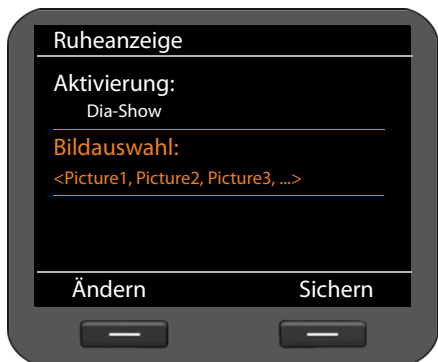 Ruheanzeige
Aktivierung:
Dia-Show
Bildauswahl:
<Picture1, Picture2, Picture3, ...>
Ändern Sichern